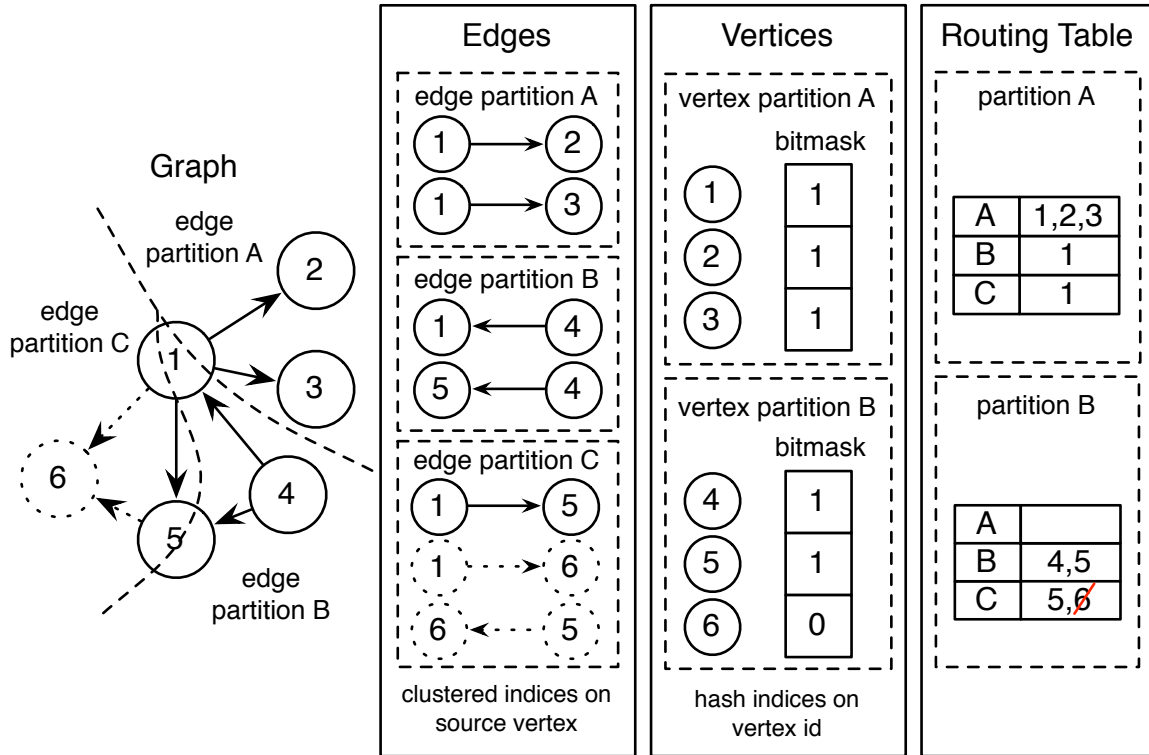 Graph
edge
partition A
edge
partition C
2
1
3
6
4
5
edge
partition B
Edges
edge partition A
1 2
1 3
edge partition B
1 4
5 4
edge partition C
1 5
1 6
6 5
clustered indices on
source vertex
Vertices
vertex partition A
bitmask
1 1
2 1
3 1
vertex partition B
bitmask
4 1
5 1
6 0
hash indices on
vertex id
Routing Table
partition A
A 1,2,3
B 1
C 1
partition B
A
B 4,5
C 5,6